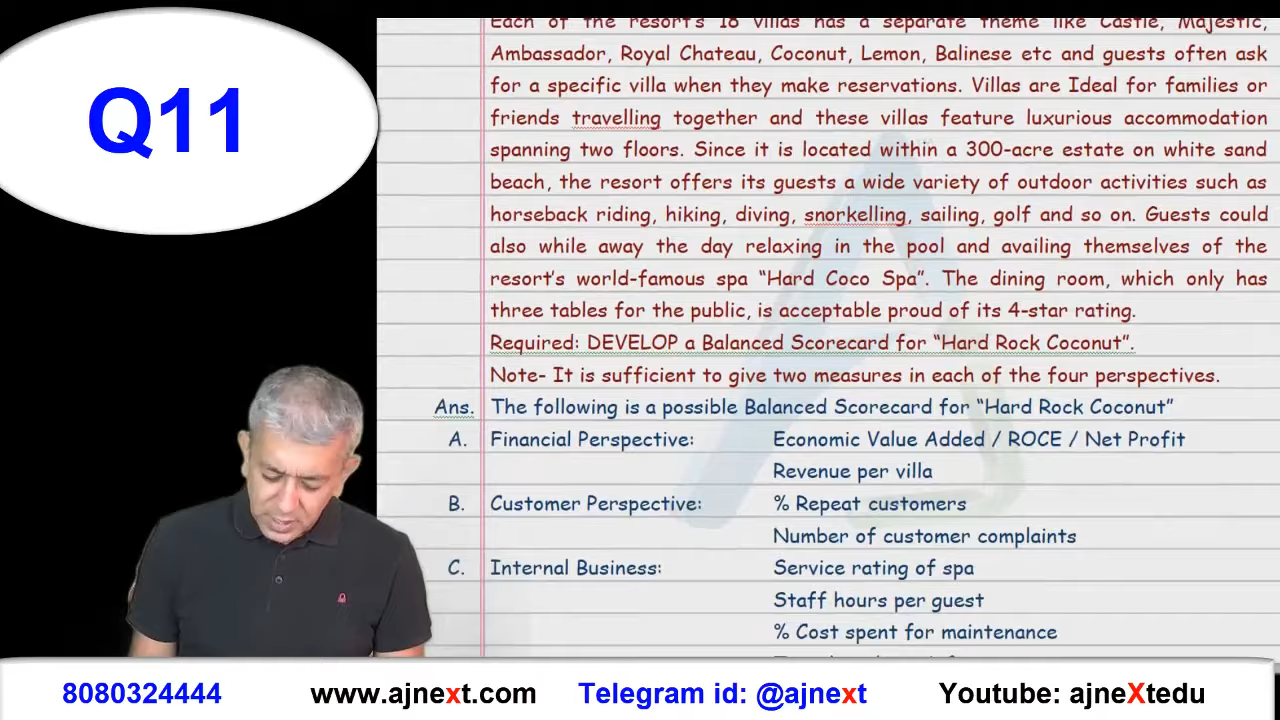 Q11
Each of the resort's 18 villas has a separate theme like Castle, Majestic,
Ambassador, Royal Chateau, Coconut, Lemon, Balinese etc and guests often ask
for a specific villa when they make reservations. Villas are Ideal for families or
friends travelling together and these villas feature luxurious accommodation
spanning two floors. Since it is located within a 300-acre estate on white sand
beach, the resort offers its guests a wide variety of outdoor activities such as
horseback riding, hiking, diving, snorkelling, sailing, golf and so on. Guests could
also while away the day relaxing in the pool and availing themselves of the
resort's world-famous spa "Hard Coco Spa". The dining room, which only has
three tables for the public, is acceptable proud of its 4-star rating.
Required: DEVELOP a Balanced Scorecard for "Hard Rock Coconut".
Note- It is sufficient to give two measures in each of the four perspectives.
Ans. The following is a possible Balanced Scorecard for "Hard Rock Coconut"
A. Financial Perspective: Economic Value Added / ROCE / Net Profit
Revenue per villa
B. Customer Perspective: % Repeat customers
Number of customer complaints
C. Internal Business: Service rating of spa
Staff hours per guest
% Cost spent for maintenance
8080324444 www.ajnext.com Telegram id: @ajnext Youtube: ajneXtedu